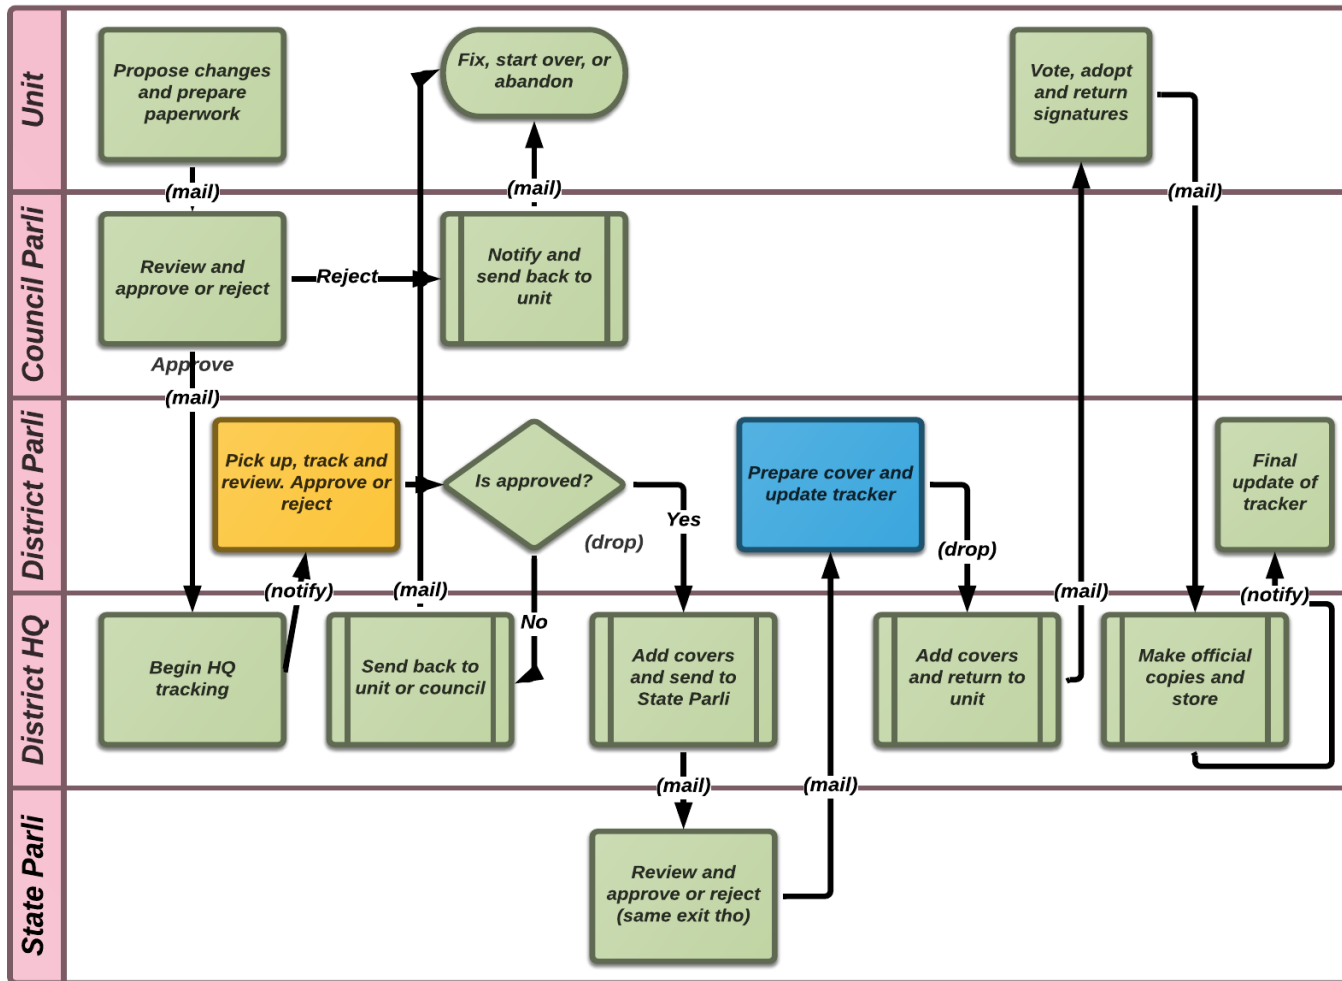 Unit
Propose changes
and prepare
paperwork
Fix, start over, or
abandon
Vote, adopt
and return
signatures
(mail)
(mail)
(mail)
Council Parli
Review and
approve or reject
Reject
Notify and
send back to
unit
Approve
(mail)
District Parli
Pick up, track and
review. Approve or
reject
Is approved?
(drop)
Yes
Prepare cover and
update tracker
(drop)
Final
update of
tracker
(notify)
(mail)
(mail)
(notify)
District HQ
Begin HQ
tracking
Send back to
unit or council
No
Add covers
and send to
State Parli
Add covers
and return to
unit
Make official
copies and
store
(mail)
(mail)
State Parli
Review and
approve or reject
(same exit tho)